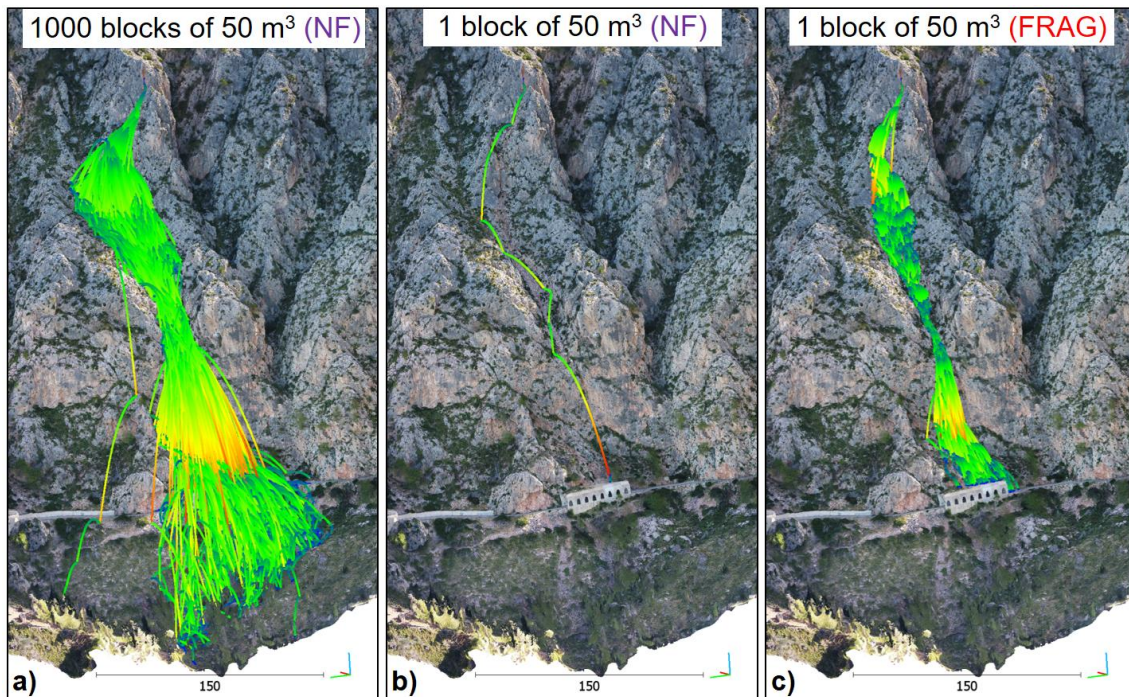 1000 blocks of 50 m³ (NF)
1 block of 50 m³ (NF)
1 block of 50 m³ (FRAG)
a)
150
b)
150
c)
150